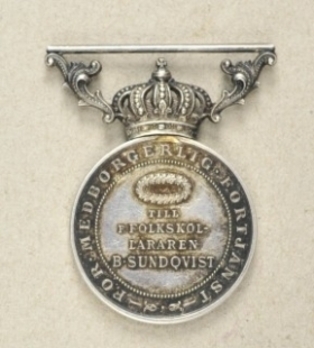 FÖR · MEDBORGERLIG · FÖRTJÄNST
TILL
F. FOLKSKOL-
LÄRAREN
B. SUNDQVIST